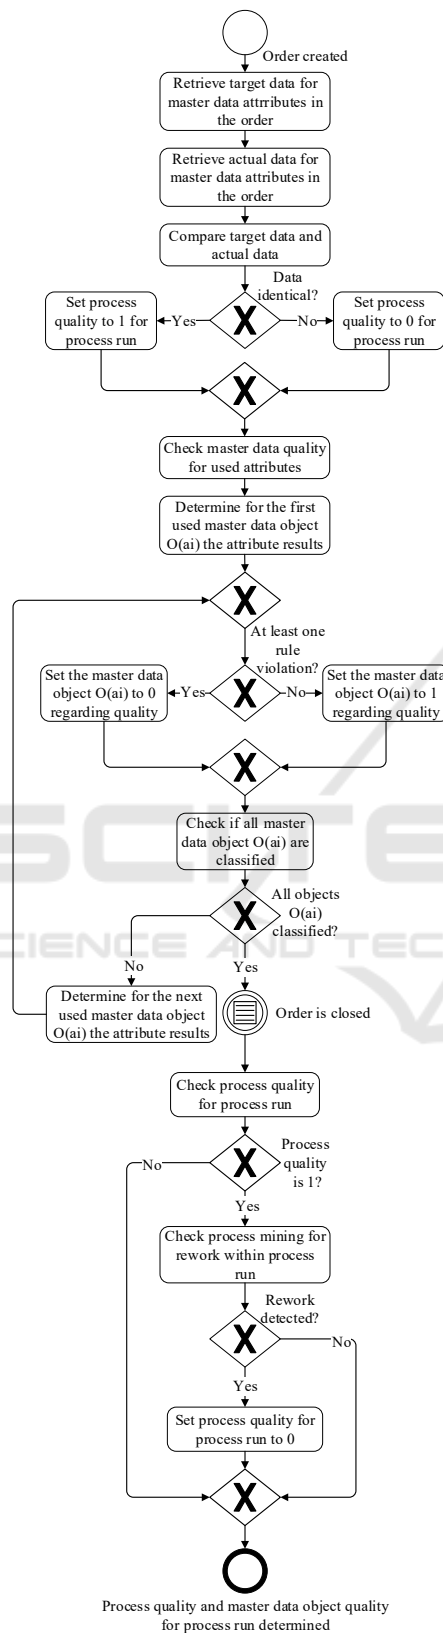 Order created
Retrieve target data for
master data attrributes in
the order
Retrieve actual data for
master data attributes in
the order
Compare target data and
actual data
Data
identical?
Set process
quality to 1 for
process run
Yes
No
Set process
quality to 0 for
process run
X
X
Check master data quality
for used attributes
Determine for the first
used master data object
O(ai) the attribute results
X
At least one
rule
violation?
Set the master data
object O(ai) to 0
regarding quality
Yes
X
No
Set the master data
object O(ai) to 1
regarding quality
X
Check if all master
data object O(ai) are
classified
All objects
O(ai)
classified?
X
No
Yes
Determine for the next
used master data object
O(ai) the attribute results
Order is closed
Check process quality
for process run
Process
quality
is 1?
No
X
Yes
Check process mining for
rework within process
run
Rework
detected?
X
No
Yes
Set process quality for
process run to 0
X
Process quality and master data object quality
for process run determined
SCITE
SCIENCE AND TEC